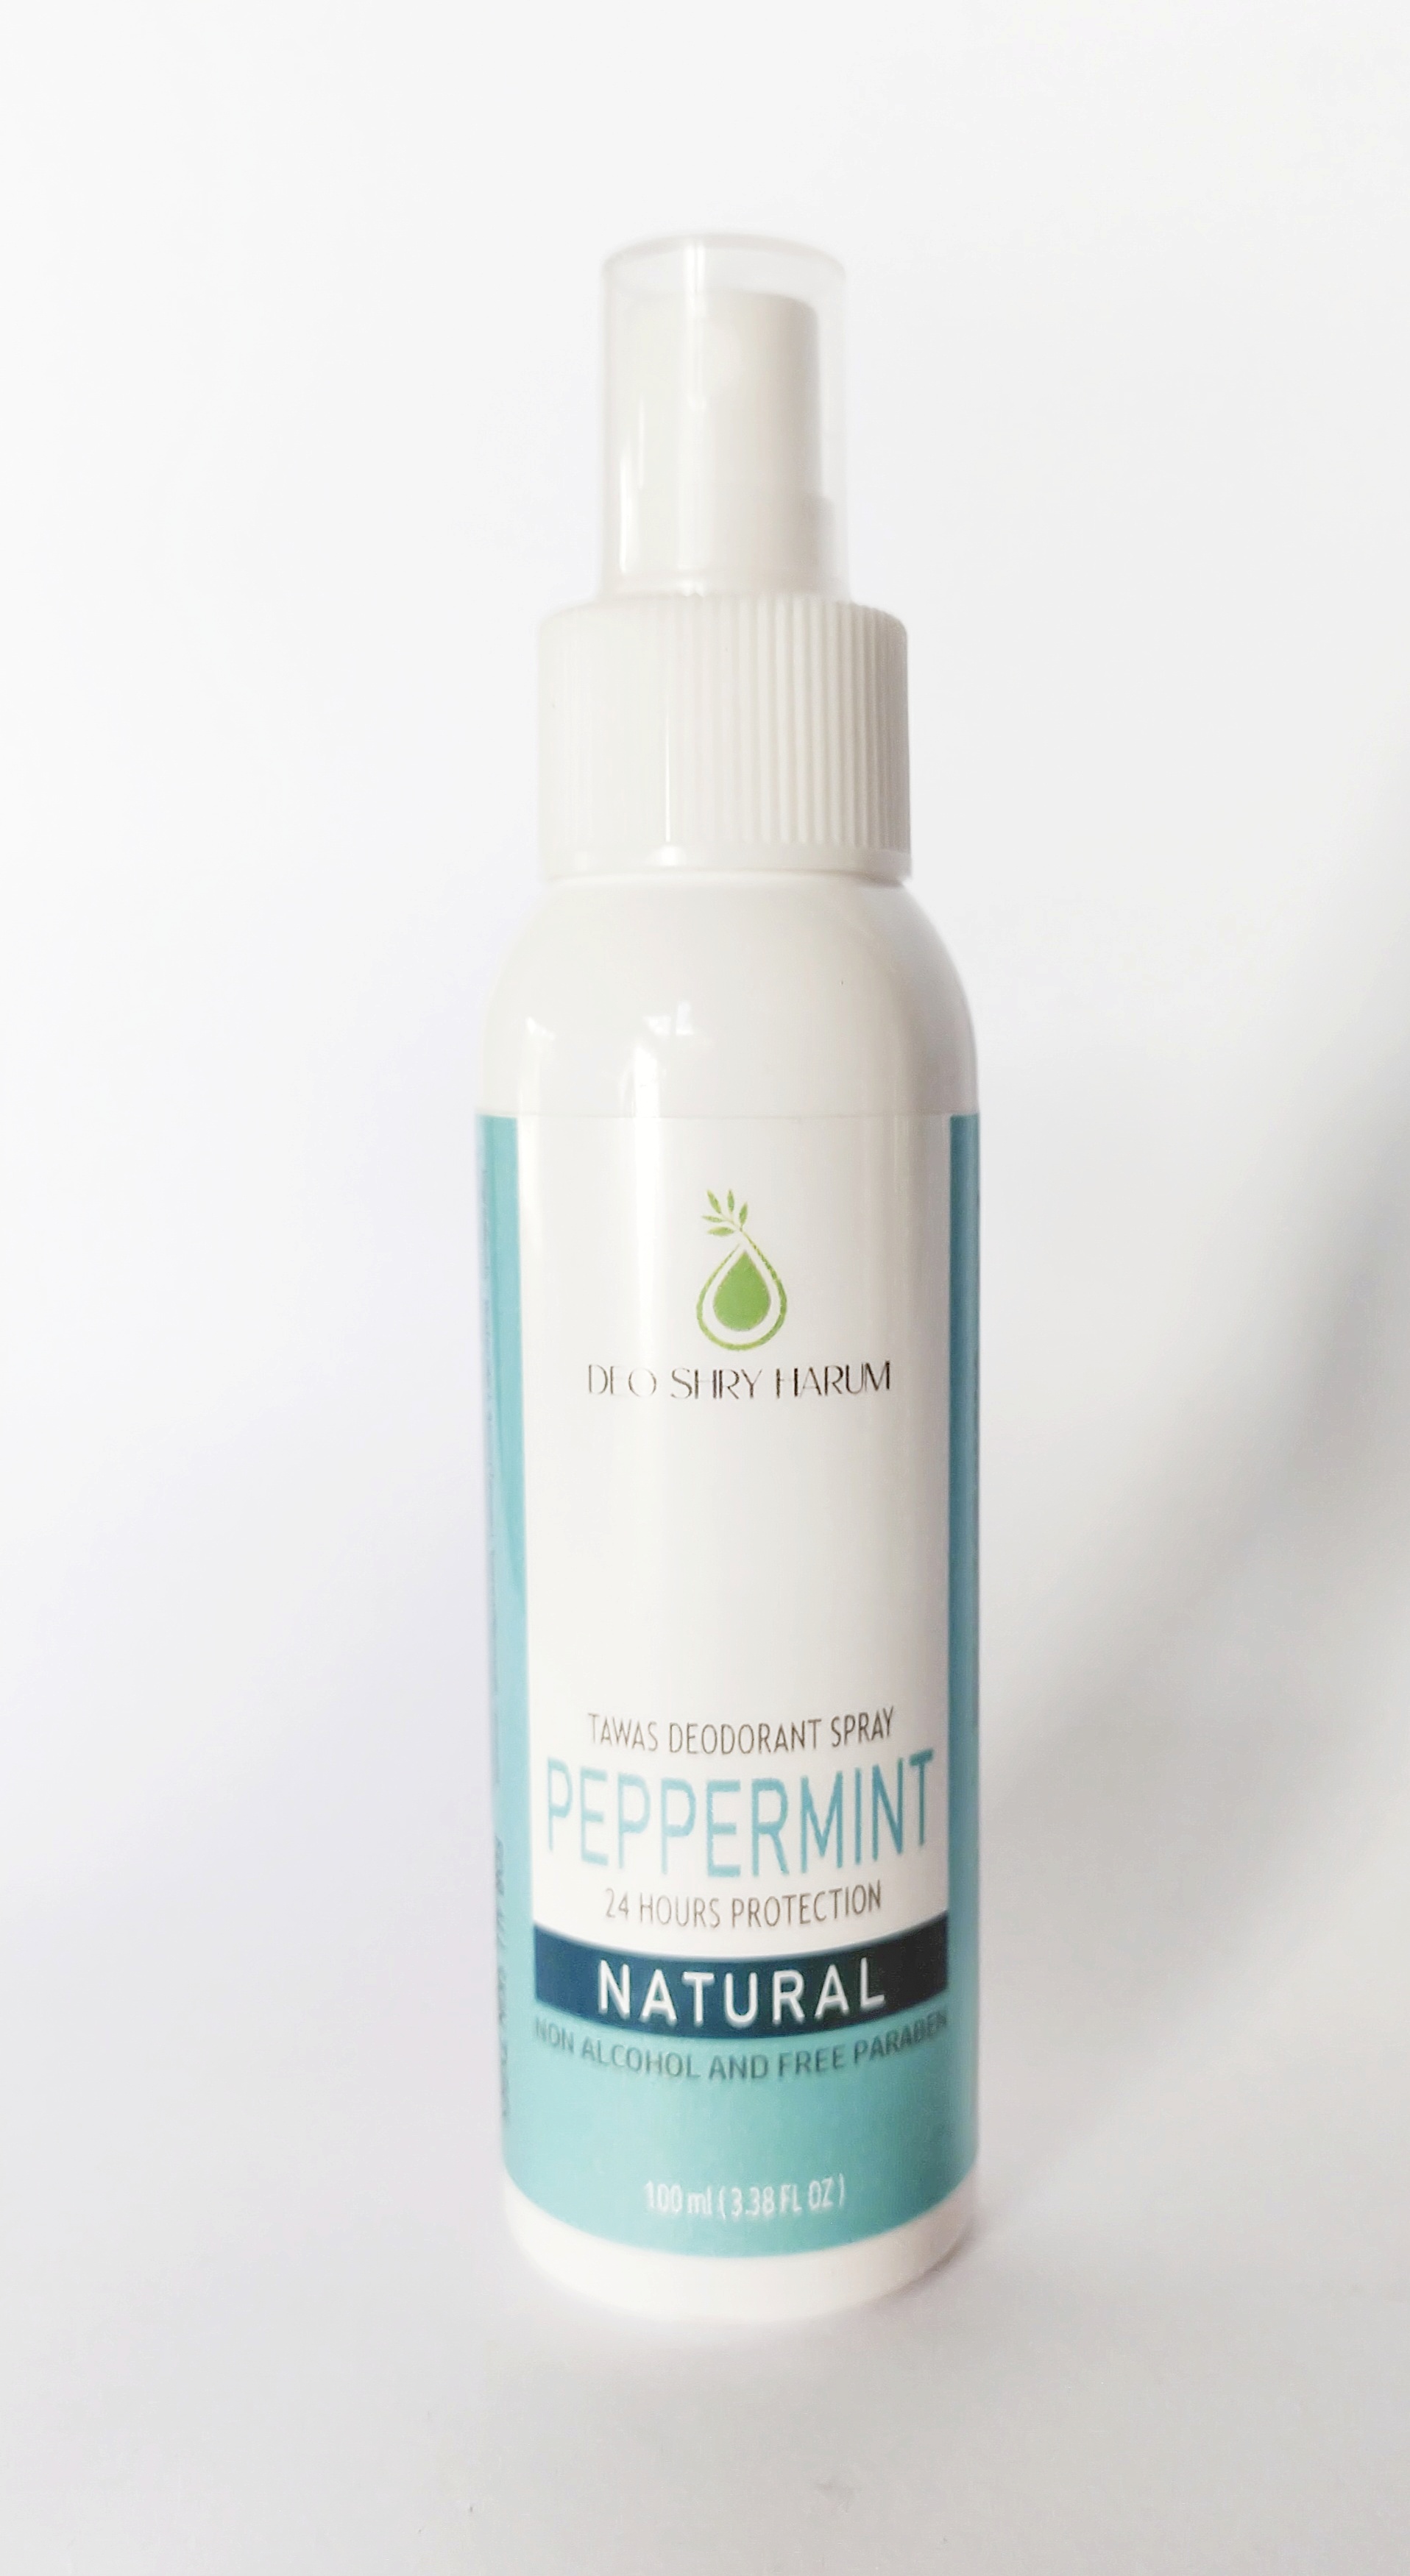 DEO SHRY HARUM
TAWAS DEODORANT SPRAY
PEPPERMINT
24 HOURS PROTECTION
NATURAL
NON ALCOHOL AND FREE PARABEN
100 ml ( 3.38 FL OZ )